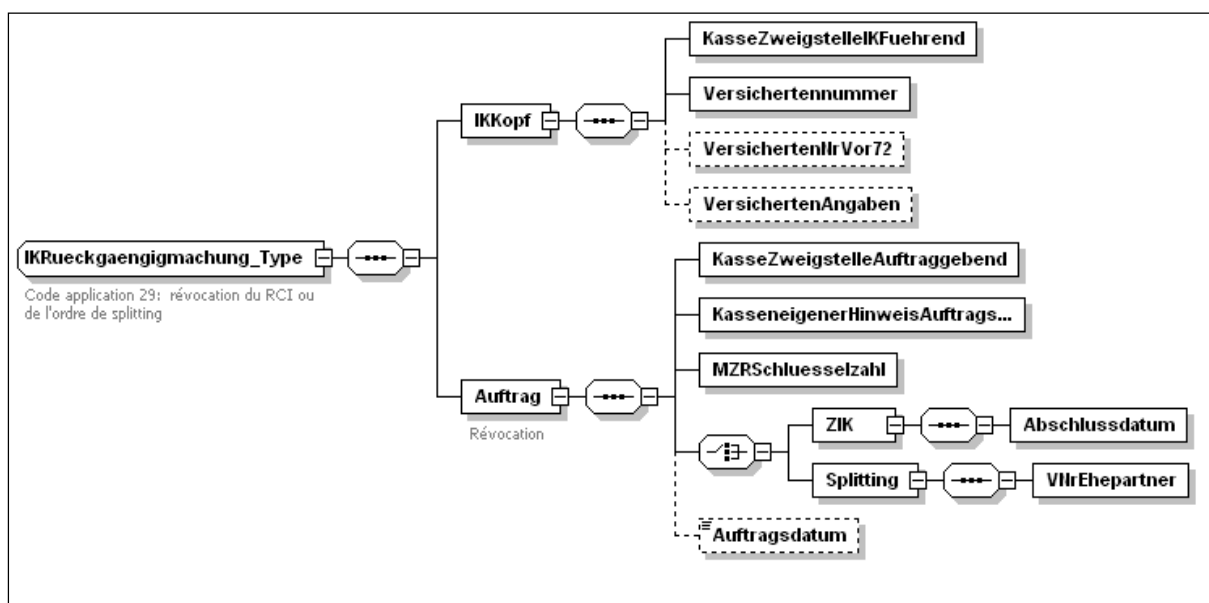 KasseZweigstelleIKFuehrend
Versichertennummer
IKKopf
VersichertenNrVor72
VersichertenAngaben
IKRueckgaengigmachung_Type
Code application 29: révocation du RCI ou
de l'ordre de splitting
KasseZweigstelleAuftraggebend
KasseneigenerHinweisAuftrags...
MZRSchluesselzahl
Auftrag
Révocation
ZIK
Abschlussdatum
Splitting
VNrEhepartner
Auftragsdatum